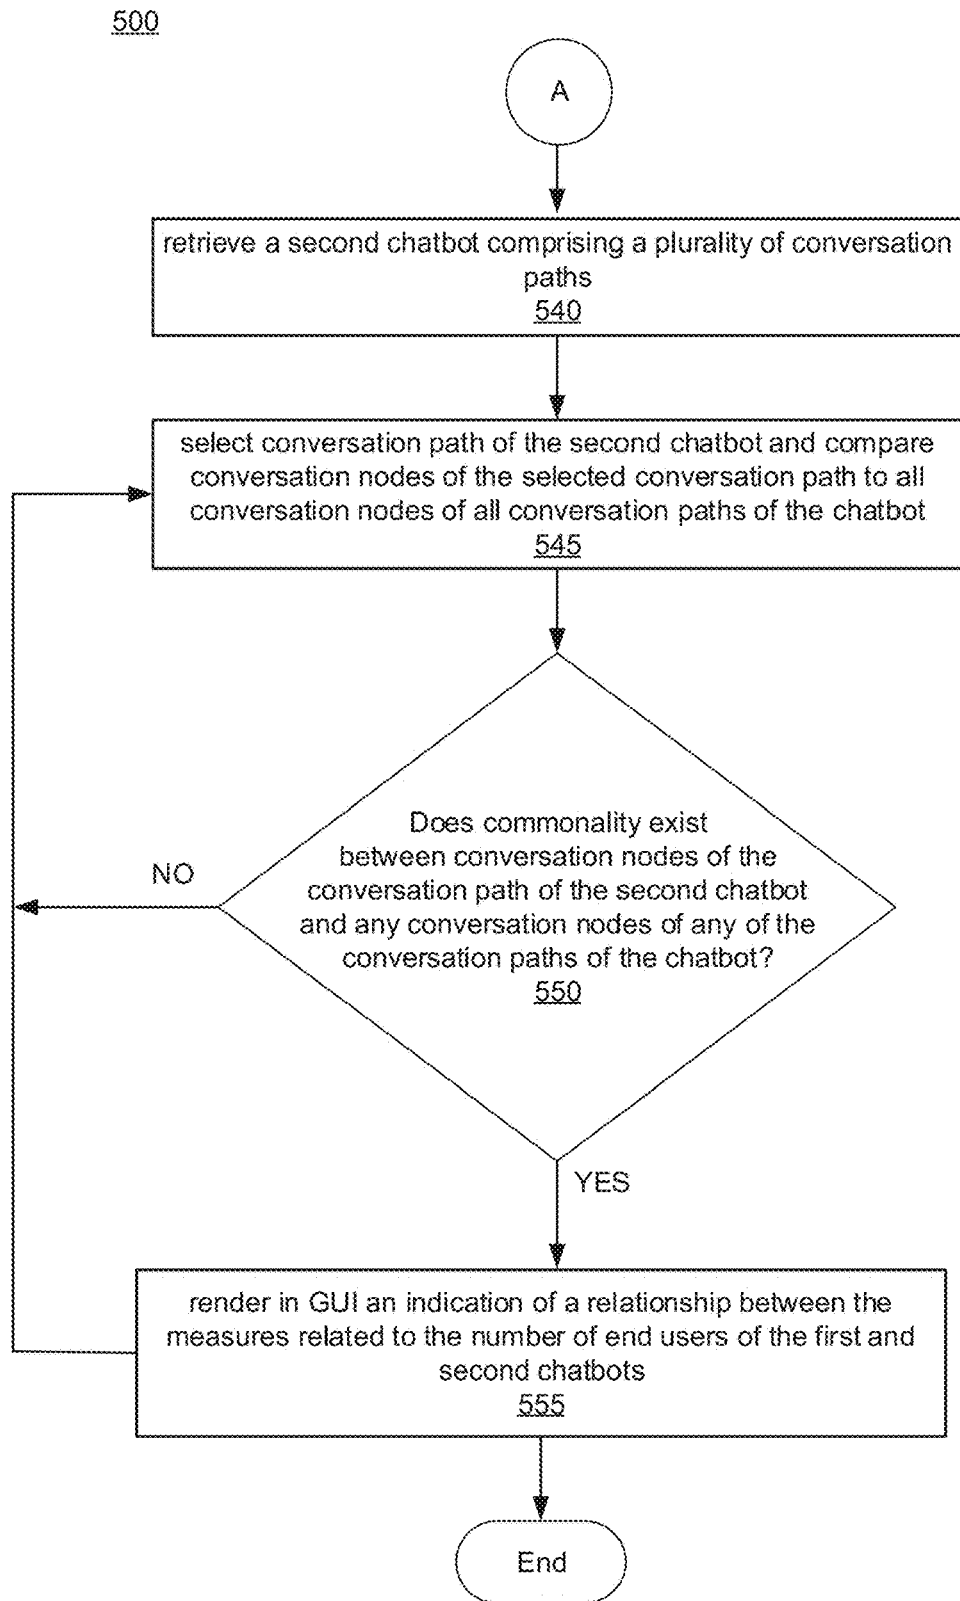 500
A
retrieve a second chatbot comprising a plurality of conversation
paths
540
select conversation path of the second chatbot and compare
conversation nodes of the selected conversation path to all
conversation nodes of all conversation paths of the chatbot
545
Does commonality exist
between conversation nodes of the
conversation path of the second chatbot
and any conversation nodes of any of the
conversation paths of the chatbot?
550
NO
YES
render in GUI an indication of a relationship between the
measures related to the number of end users of the first and
second chatbots
555
End